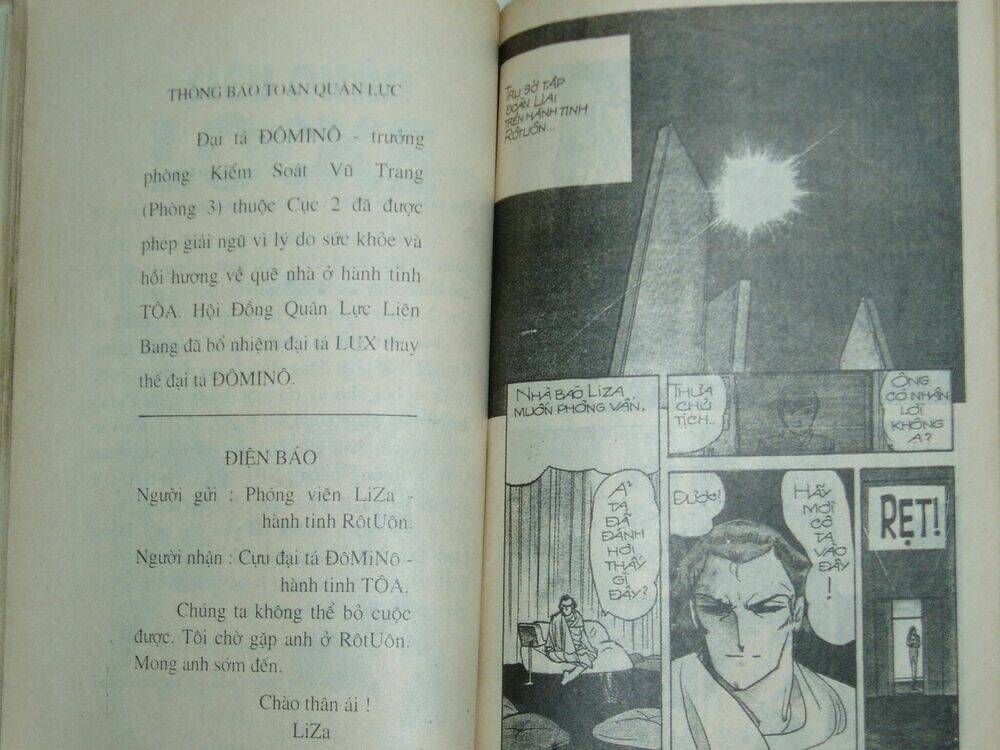 THÔNG BÁO TOÀN QUÂN LỰC
Đại tá ĐÔMINÔ - trưởng
phòng Kiểm Soát Vũ Trang
(Phòng 3) thuộc Cục 2 đã được
phép giải ngũ vì lý do sức khỏe và
hồi hương về quê nhà ở hành tinh
TÔA. Hội Đồng Quân Lực Liên
Bang đã bổ nhiệm đại tá LUX thay
thế đại tá ĐÔMINÔ.
ĐIỆN BÁO
Người gửi : Phóng viên LiZa -
hành tinh RôtUôn.
Người nhận : Cựu đại tá ĐôMiNô -
hành tinh TÔA.
Chúng ta không thể bỏ cuộc
được. Tôi chờ gặp anh ở RôtUôn.
Mong anh sớm đến.
Chào thân ái !
LiZa
TRỤ SỞ TẬP
ĐOÀN LIAI
TRÊN HÀNH TINH
RÔTUÔN...
THƯA
CHỦ
TỊCH...
ÔNG
CÓ NHẬN
LỜI
KHÔNG
Ạ?
NHÀ BÁO LIZA
MUỐN PHỎNG VẤN,
Ả
TA
ĐÃ
ĐÁNH
HƠI
THẤY
GÌ
ĐÂY?
ĐƯỢC!
HÃY
MỜI
CÔ
TA
VÀO
ĐÂY
!
RẸT!